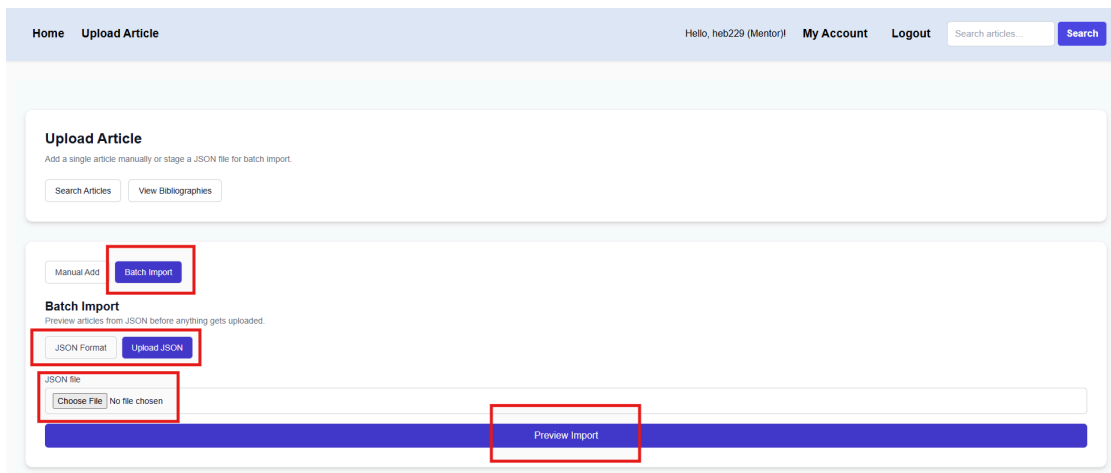 Home Upload Article Hello, heb229 (Mentor)! My Account Logout Search articles... Search
Upload Article
Add a single article manually or stage a JSON file for batch import.
Search Articles View Bibliographies
Manual Add Batch Import
Batch Import
Preview articles from JSON before anything gets uploaded.
JSON Format Upload JSON
JSON file
Choose File No file chosen
Preview Import